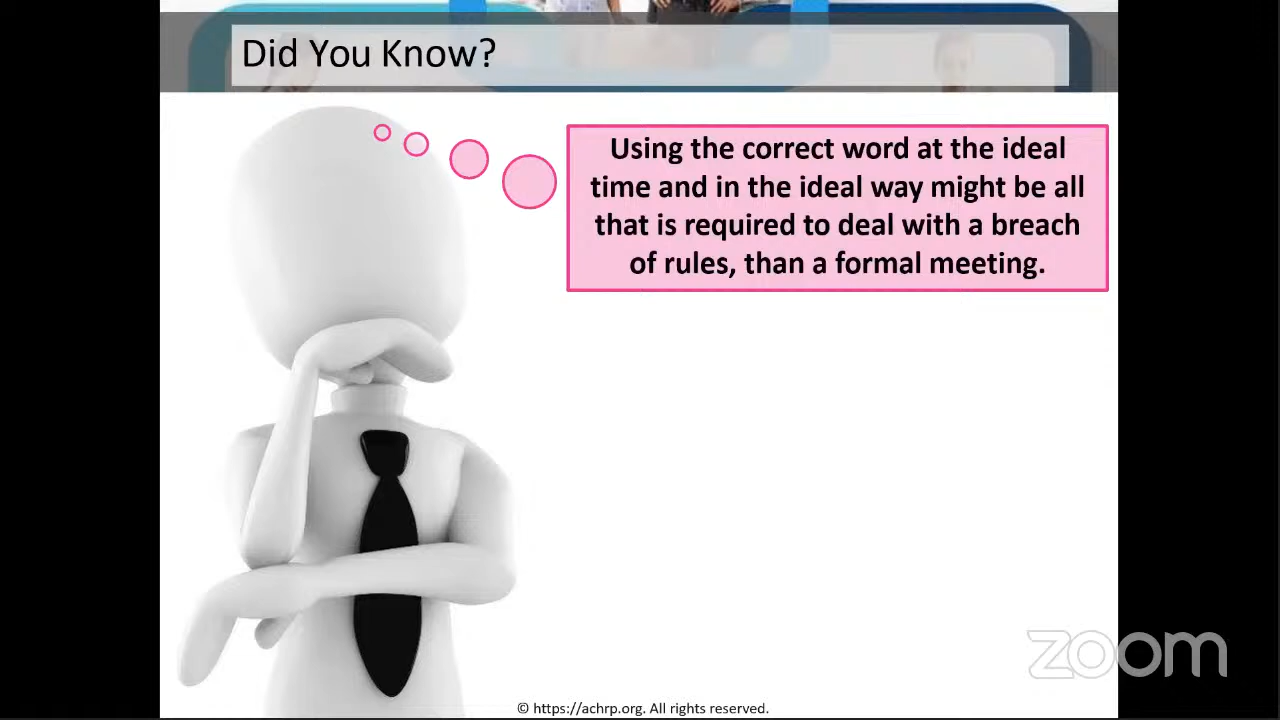 Did You Know?
Using the correct word at the ideal
time and in the ideal way might be all
that is required to deal with a breach
of rules, than a formal meeting.
zoom
© https://achrp.org. All rights reserved.